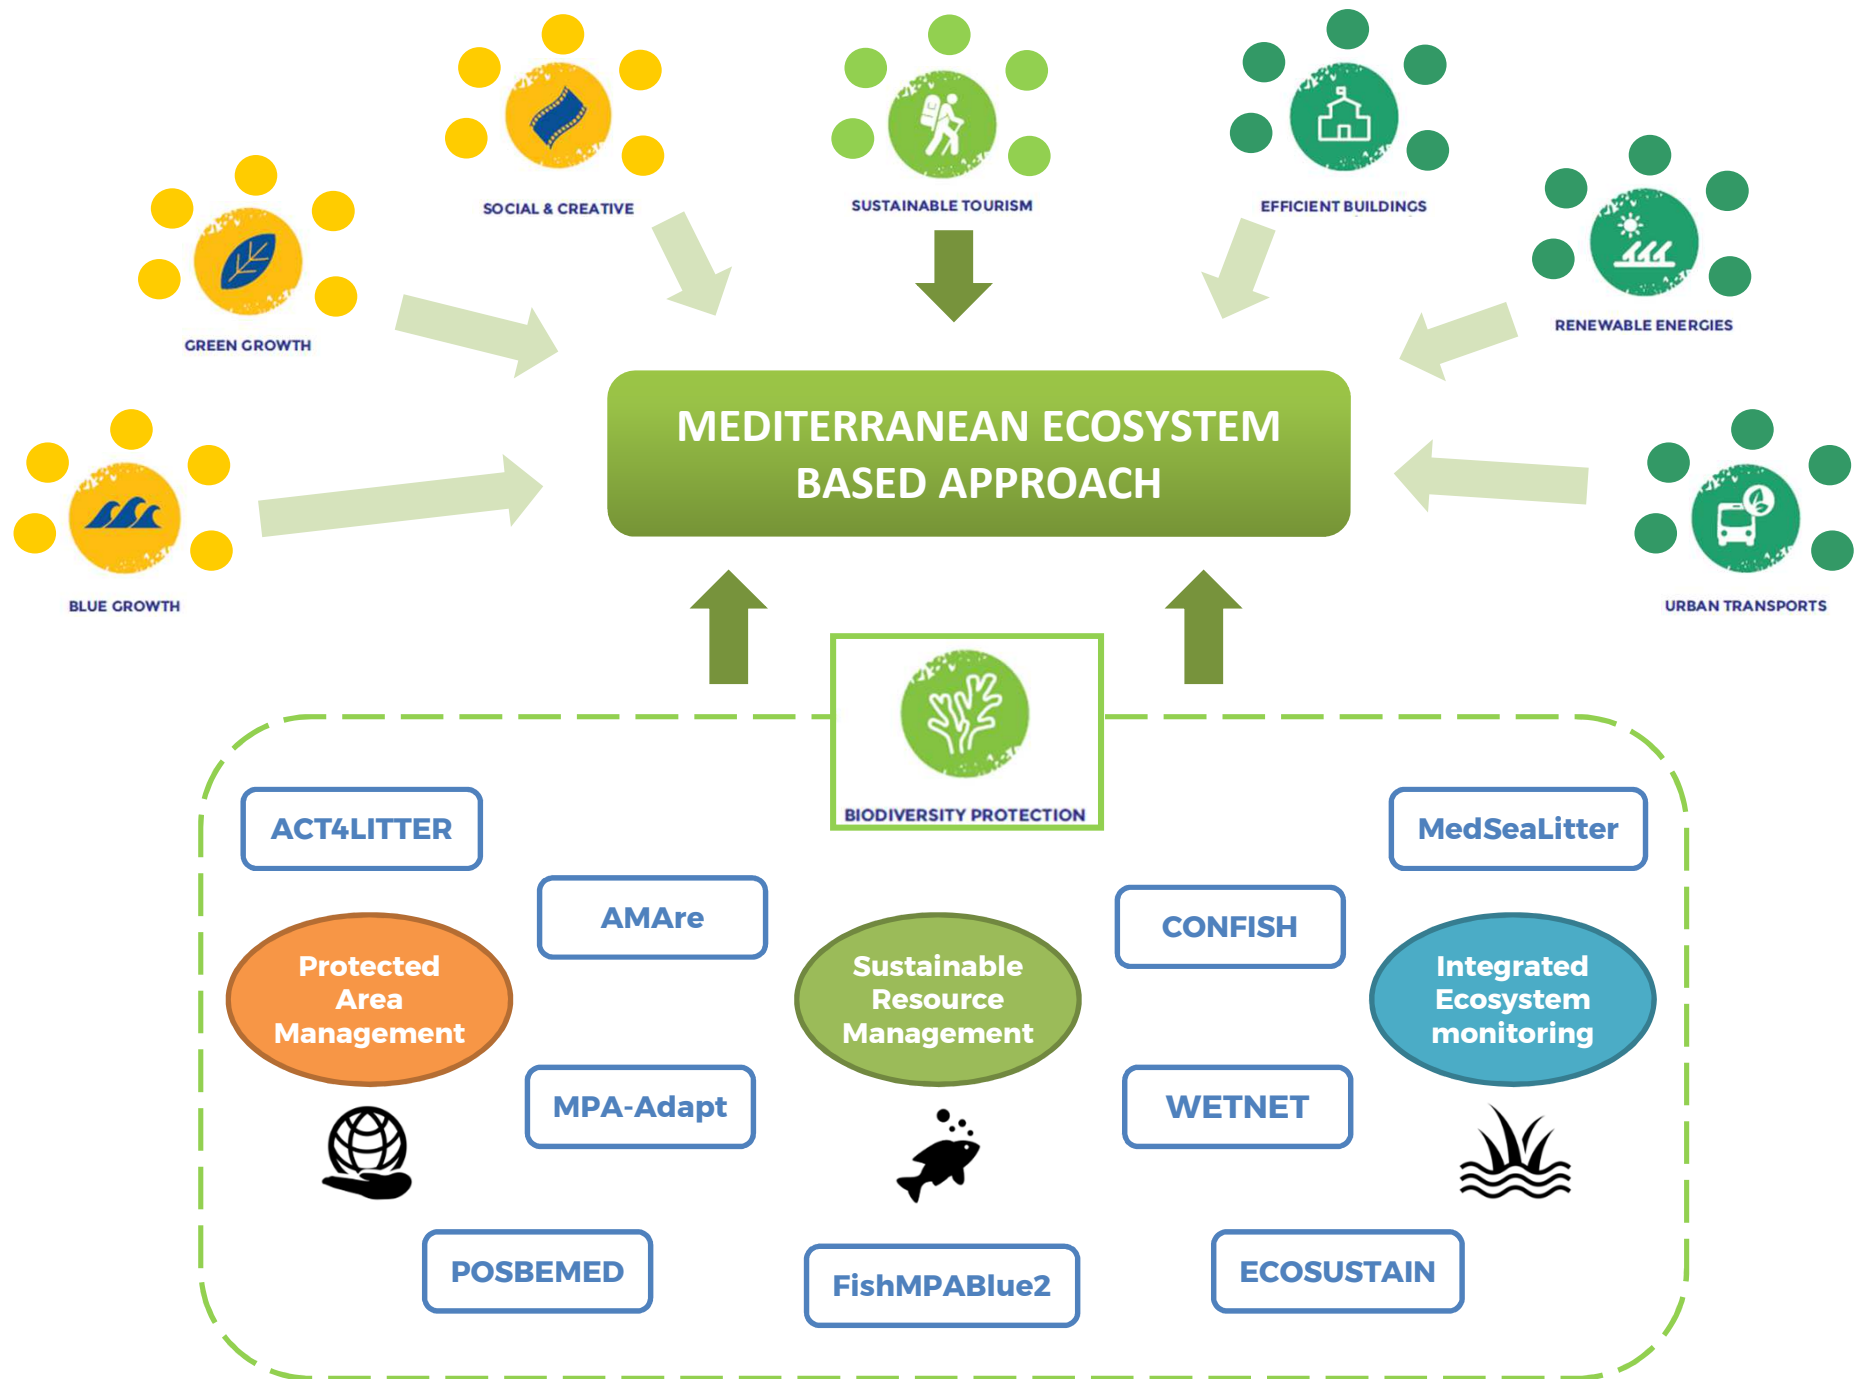 SOCIAL & CREATIVE
SUSTAINABLE TOURISM
EFFICIENT BUILDINGS
GREEN GROWTH
RENEWABLE ENERGIES
MEDITERRANEAN ECOSYSTEM
BASED APPROACH
BLUE GROWTH
URBAN TRANSPORTS
BIODIVERSITY PROTECTION
ACT4LITTER
MedSeaLitter
AMAre
CONFISH
Protected
Area
Management
Sustainable
Resource
Management
Integrated
Ecosystem
monitoring
MPA-Adapt
WETNET
POSBEMED
FishMPABlue2
ECOSUSTAIN